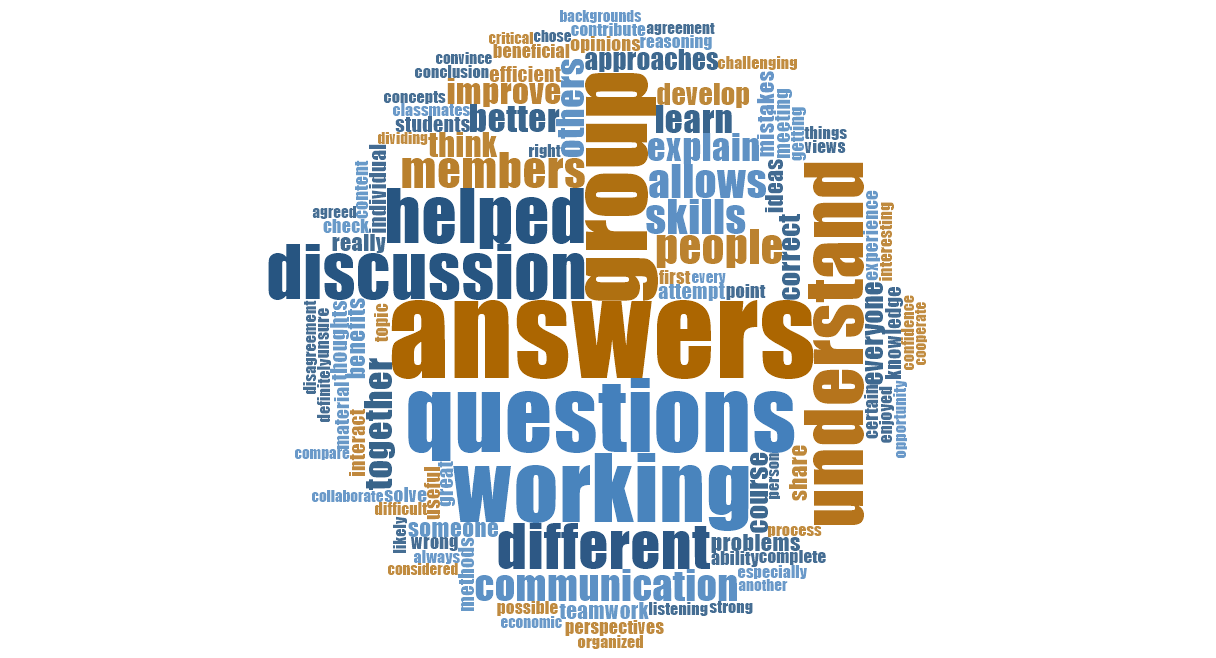 backgrounds
contribute
agreement
critical
chose
opinions
reasoning
beneficial
convince
approaches
challenging
conclusion
efficient
others
group
improve
develop
mistakes
meeting
getting
concepts
classmates
better
learn
students
things
views
dividing
think
right
explain
individual
members
allows
ideas
content
helped
skills
understand
agreed
check
really
people
correct
experience
interesting
discussion
first
every
attempt
point
everyone
knowledge
confidence
cooperate
disagreement
definitely
unsure
thoughts
benefits
topic
answers
together
questions
certain
enjoyed
opportunity
material
interact
compare
working
course
person
share
collaborate
solve
useful
great
difficult
likely
someone
wrong
always
considered
methods
different
process
problems
ability
complete
especially
another
communication
possible
teamwork
listening
strong
economic
perspectives
organized